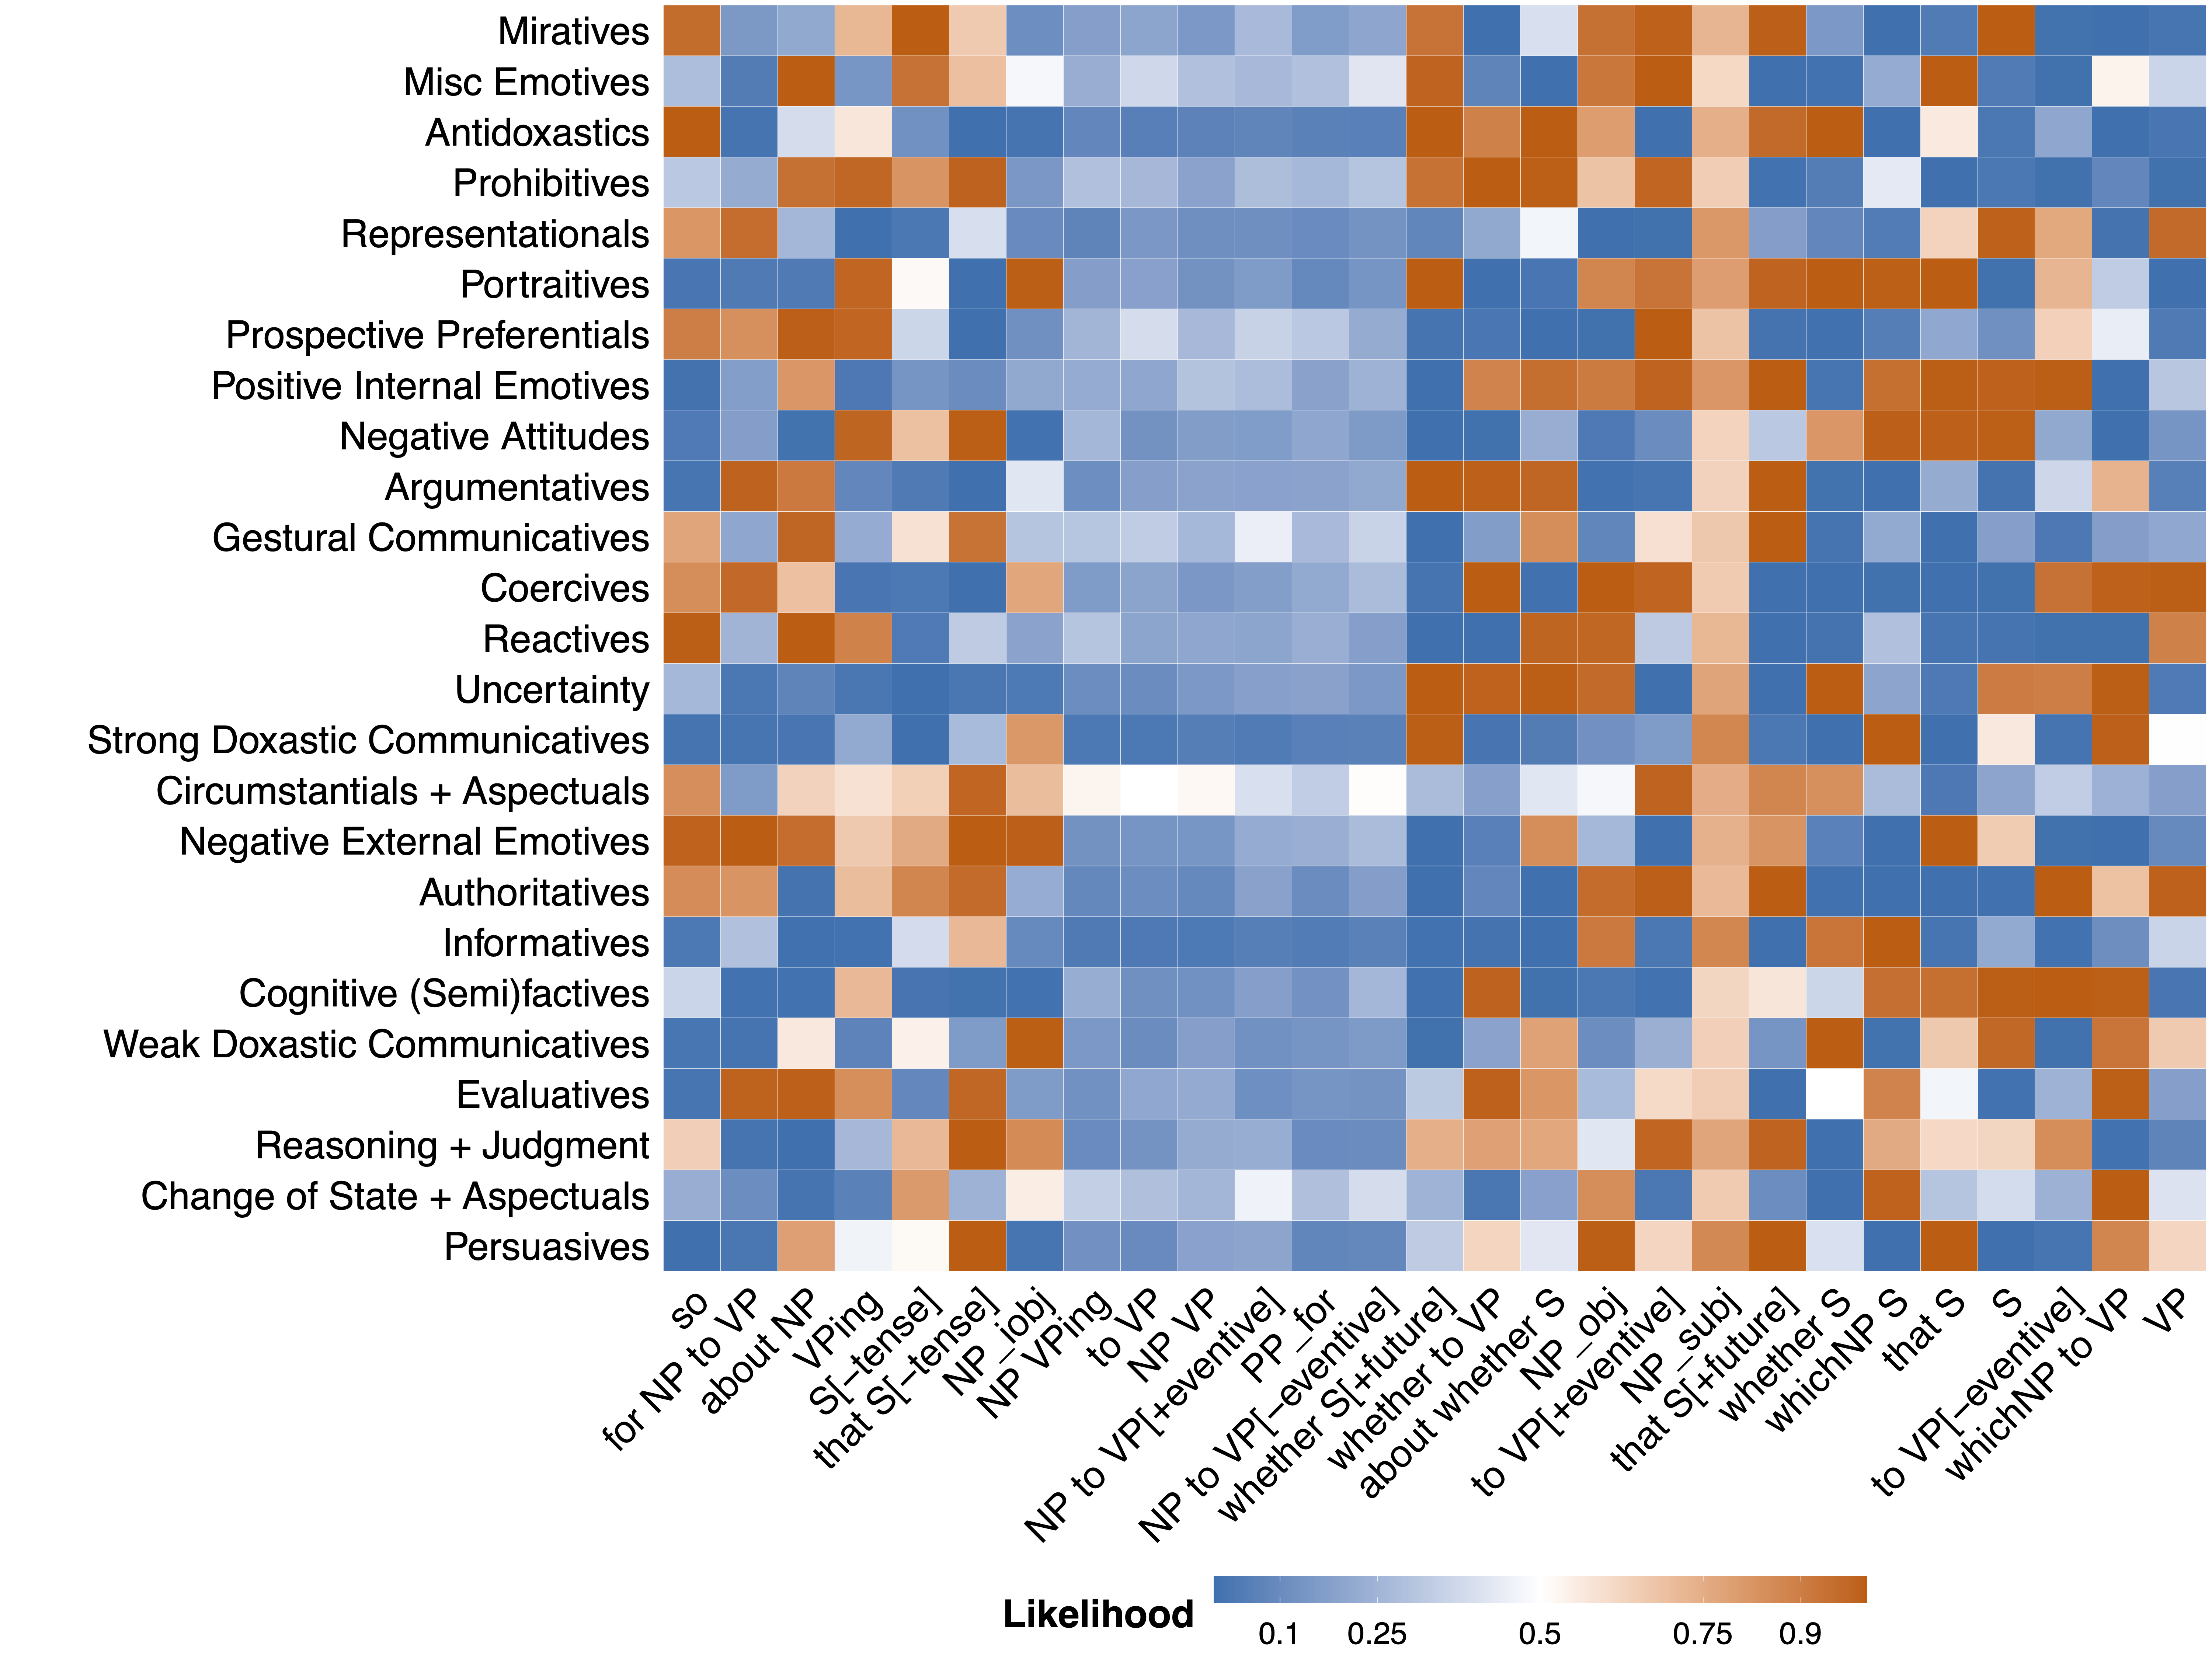 Miratives
Misc Emotives
Antidoxastics
Prohibitives
Representationals
Portraitives
Prospective Preferentials
Positive Internal Emotives
Negative Attitudes
Argumentatives
Gestural Communicatives
Coercives
Reactives
Uncertainty
Strong Doxastic Communicatives
Circumstantials + Aspectuals
Negative External Emotives
Authoritatives
Informatives
Cognitive (Semi)factives
Weak Doxastic Communicatives
Evaluatives
Reasoning + Judgment
Change of State + Aspectuals
Persuasives
so
for NP to VP
about NP
VPing
S[−tense]
that S[−tense]
NP_iobj
NP VPing
to VP
NP VP
NP to VP[+eventive]
PP_for
NP to VP[−eventive]
whether S[+future]
whether to VP
about whether S
NP_obj
to VP[+eventive]
NP_subj
that S[+future]
whether S
whichNP S
that S
S
to VP[−eventive]
whichNP to VP
VP
Likelihood
0.1 0.25 0.5 0.75 0.9